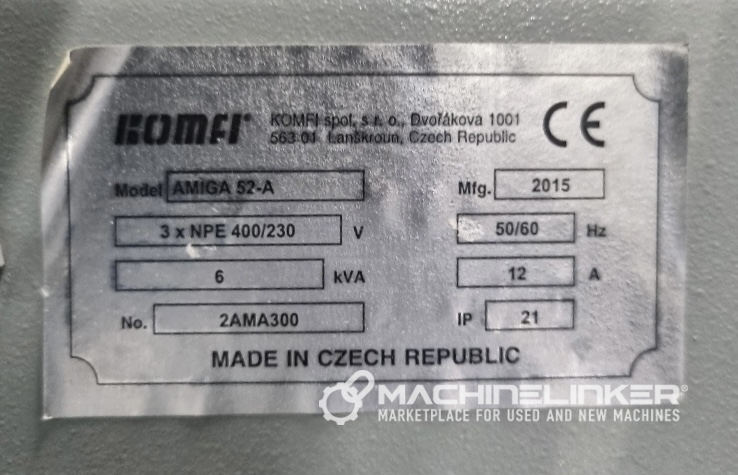 KOMFI KOMFI spol. s r. o., Dvořákova 1001
563 01 Lanškroun, Czech Republic CE
Model AMIGA 52-A Mfg. 2015
3 x NPE 400/230 V 50/60 Hz
6 kVA 12 A
No. 2AMA300 IP 21
MADE IN CZECH REPUBLIC
MACHINELINKER®
MARKETPLACE FOR USED AND NEW MACHINES